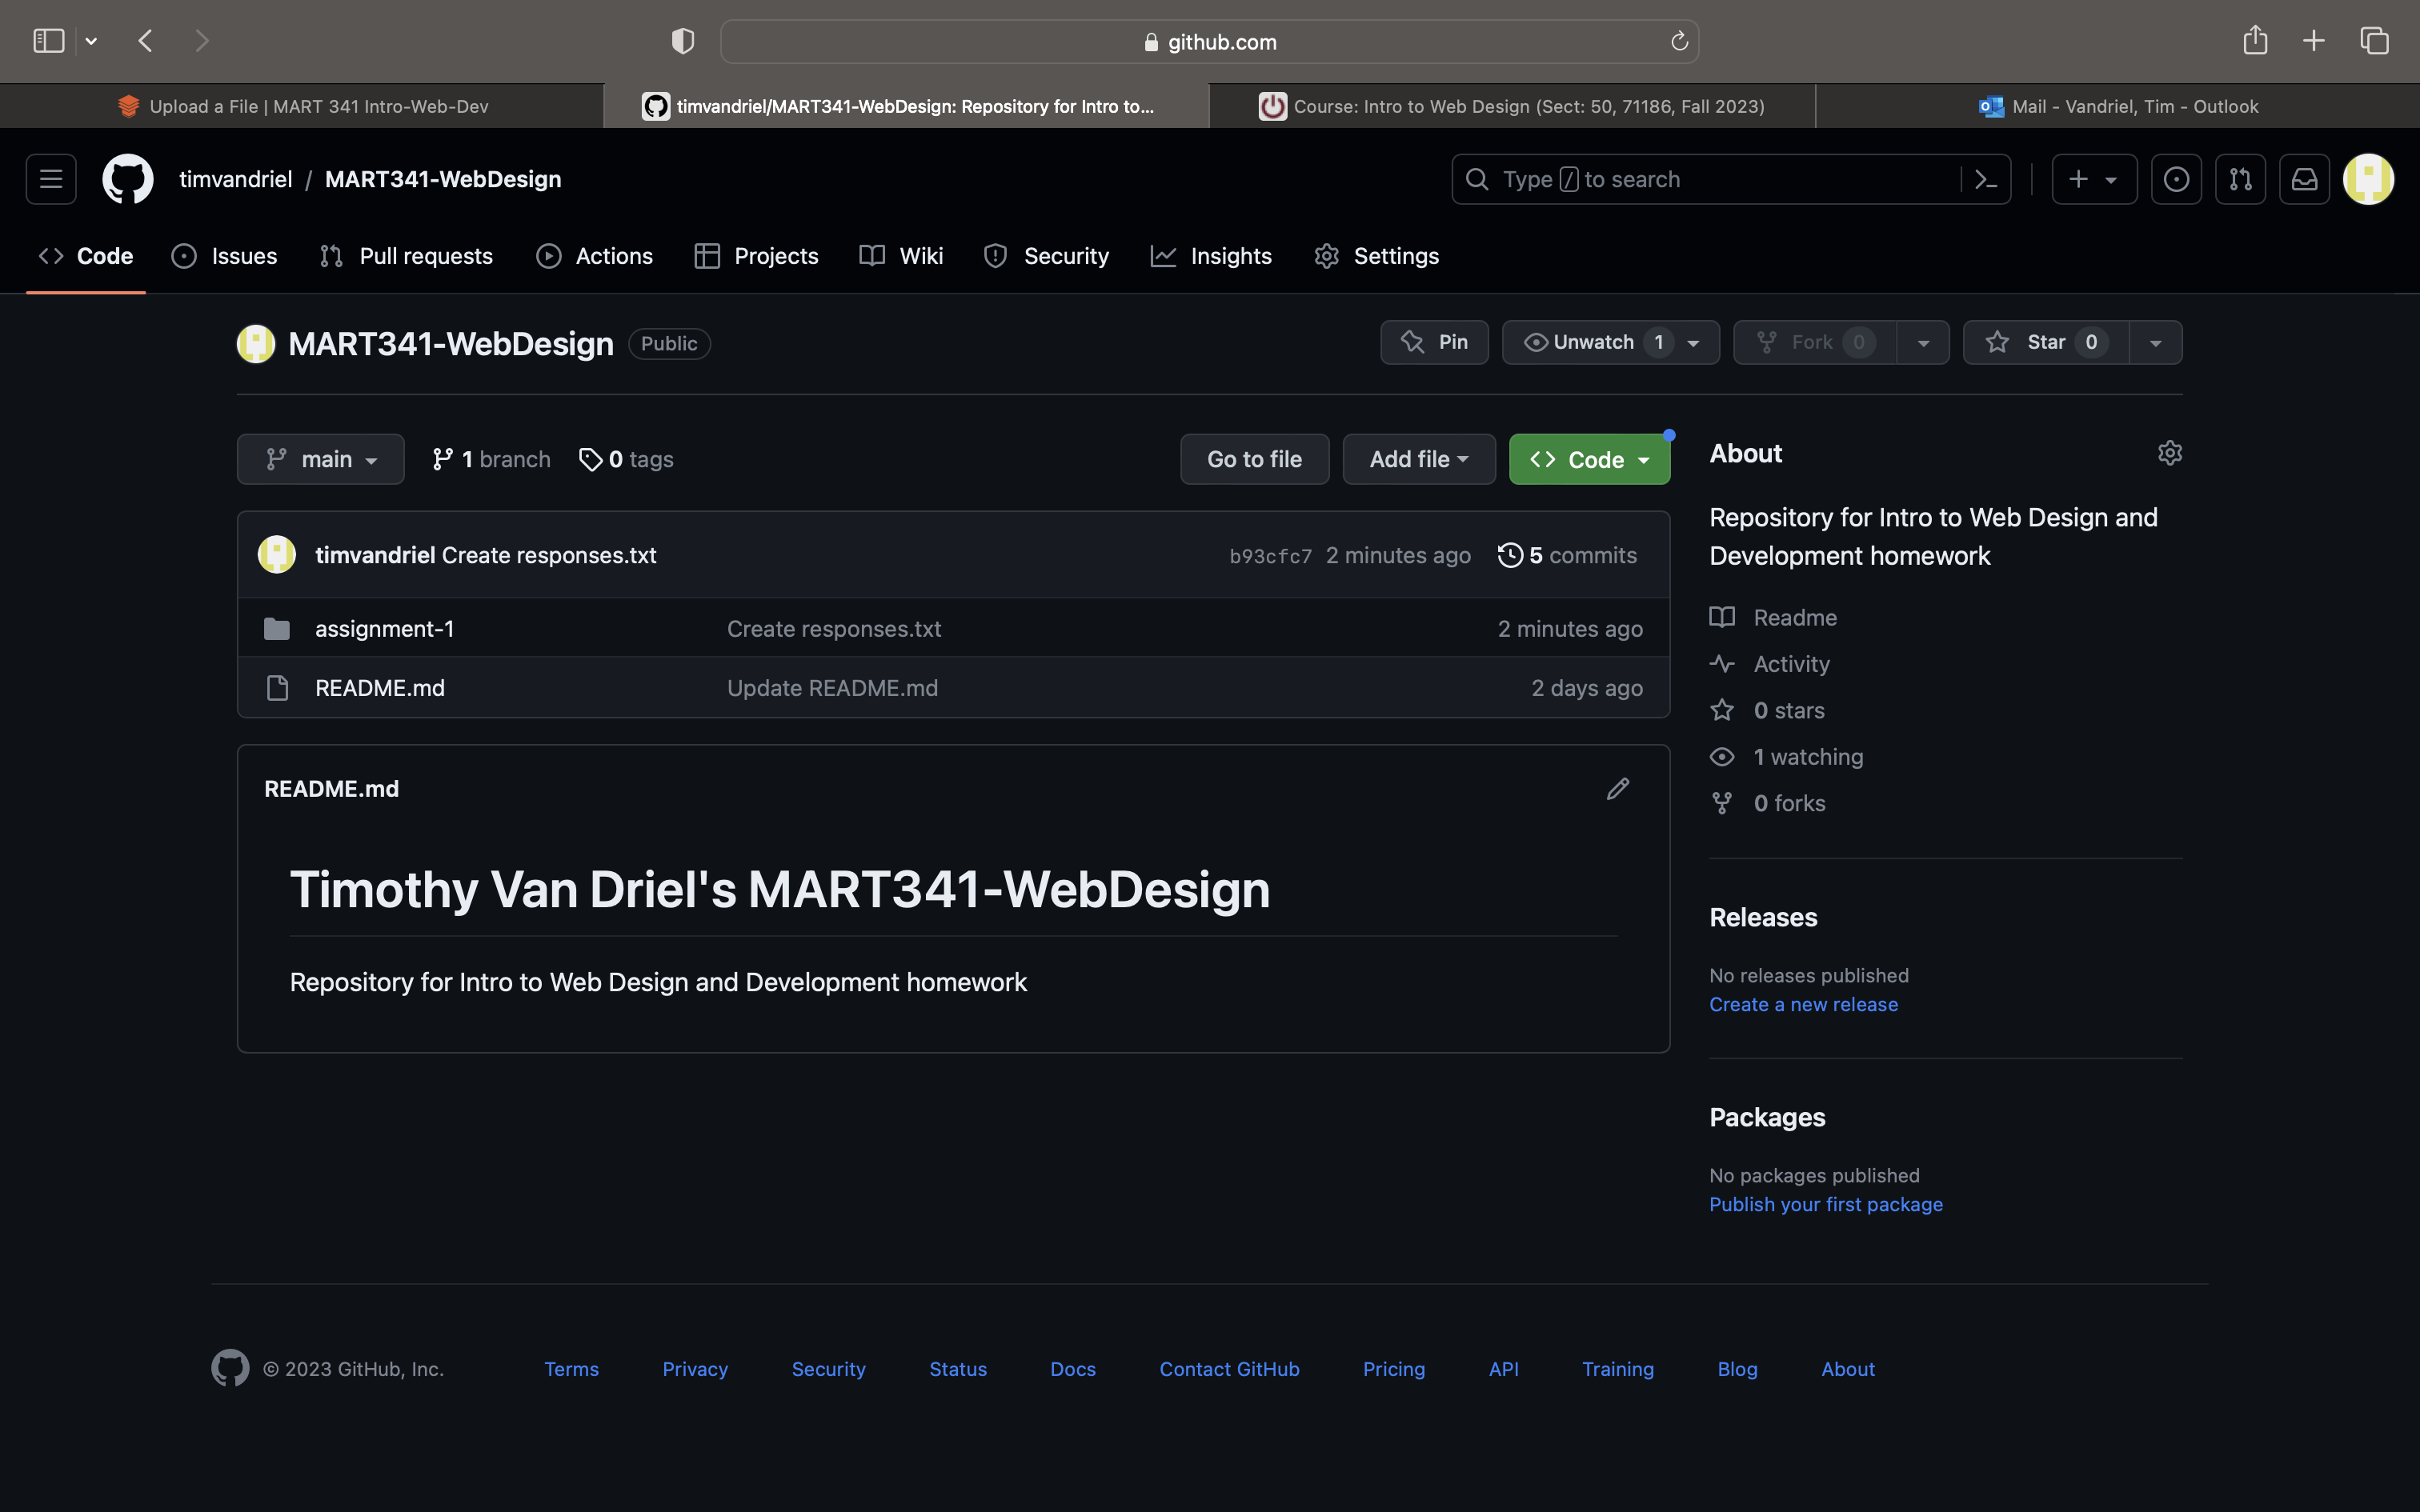 github.com
Upload a File | MART 341 Intro-Web-Dev
timvandriel/MART341-WebDesign: Repository for Intro to...
Course: Intro to Web Design (Sect: 50, 71186, Fall 2023)
Mail - Vandriel, Tim - Outlook
timvandriel / MART341-WebDesign
Type / to search
Code
Issues
Pull requests
Actions
Projects
Wiki
Security
Insights
Settings
MART341-WebDesign Public
Pin
Unwatch 1
Fork 0
Star 0
main
1 branch
0 tags
Go to file
Add file
Code
timvandriel Create responses.txt b93cfc7 2 minutes ago 5 commits
assignment-1 Create responses.txt 2 minutes ago
README.md Update README.md 2 days ago
README.md
Timothy Van Driel's MART341-WebDesign
Repository for Intro to Web Design and Development homework
About
Repository for Intro to Web Design and
Development homework
Readme
Activity
0 stars
1 watching
0 forks
Releases
No releases published
Create a new release
Packages
No packages published
Publish your first package
© 2023 GitHub, Inc.
Terms
Privacy
Security
Status
Docs
Contact GitHub
Pricing
API
Training
Blog
About